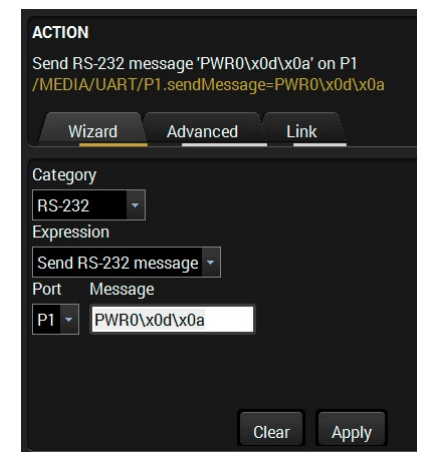 ACTION
Send RS-232 message 'PWR0\x0d\x0a' on P1
/MEDIA/UART/P1.sendMessage=PWR0\x0d\x0a
Wizard Advanced Link
Category
RS-232
Expression
Send RS-232 message
Port Message
P1 PWR0\x0d\x0a
Clear Apply